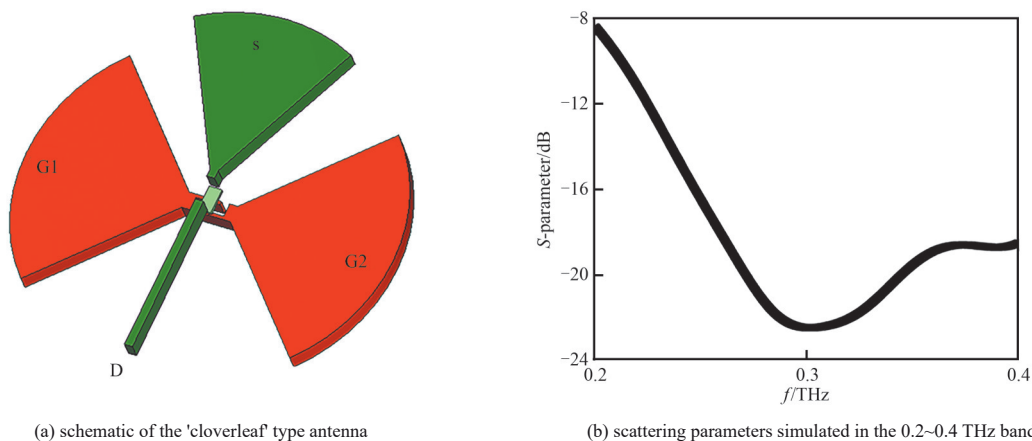 s
G1
G2
D
(a) schematic of the 'cloverleaf' type antenna
−8
−12
−16
−20
−24
S-parameter/dB
0.2
0.3
0.4
f/THz
(b) scattering parameters simulated in the 0.2~0.4 THz band